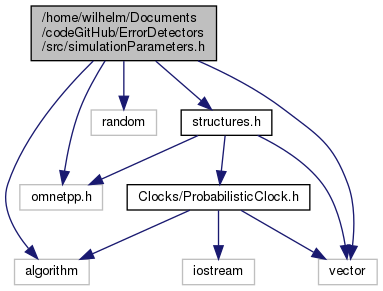 /home/wilhelm/Documents
/codeGitHub/ErrorDetectors
/src/simulationParameters.h
random
structures.h
omnetpp.h
Clocks/ProbabilisticClock.h
algorithm
iostream
vector